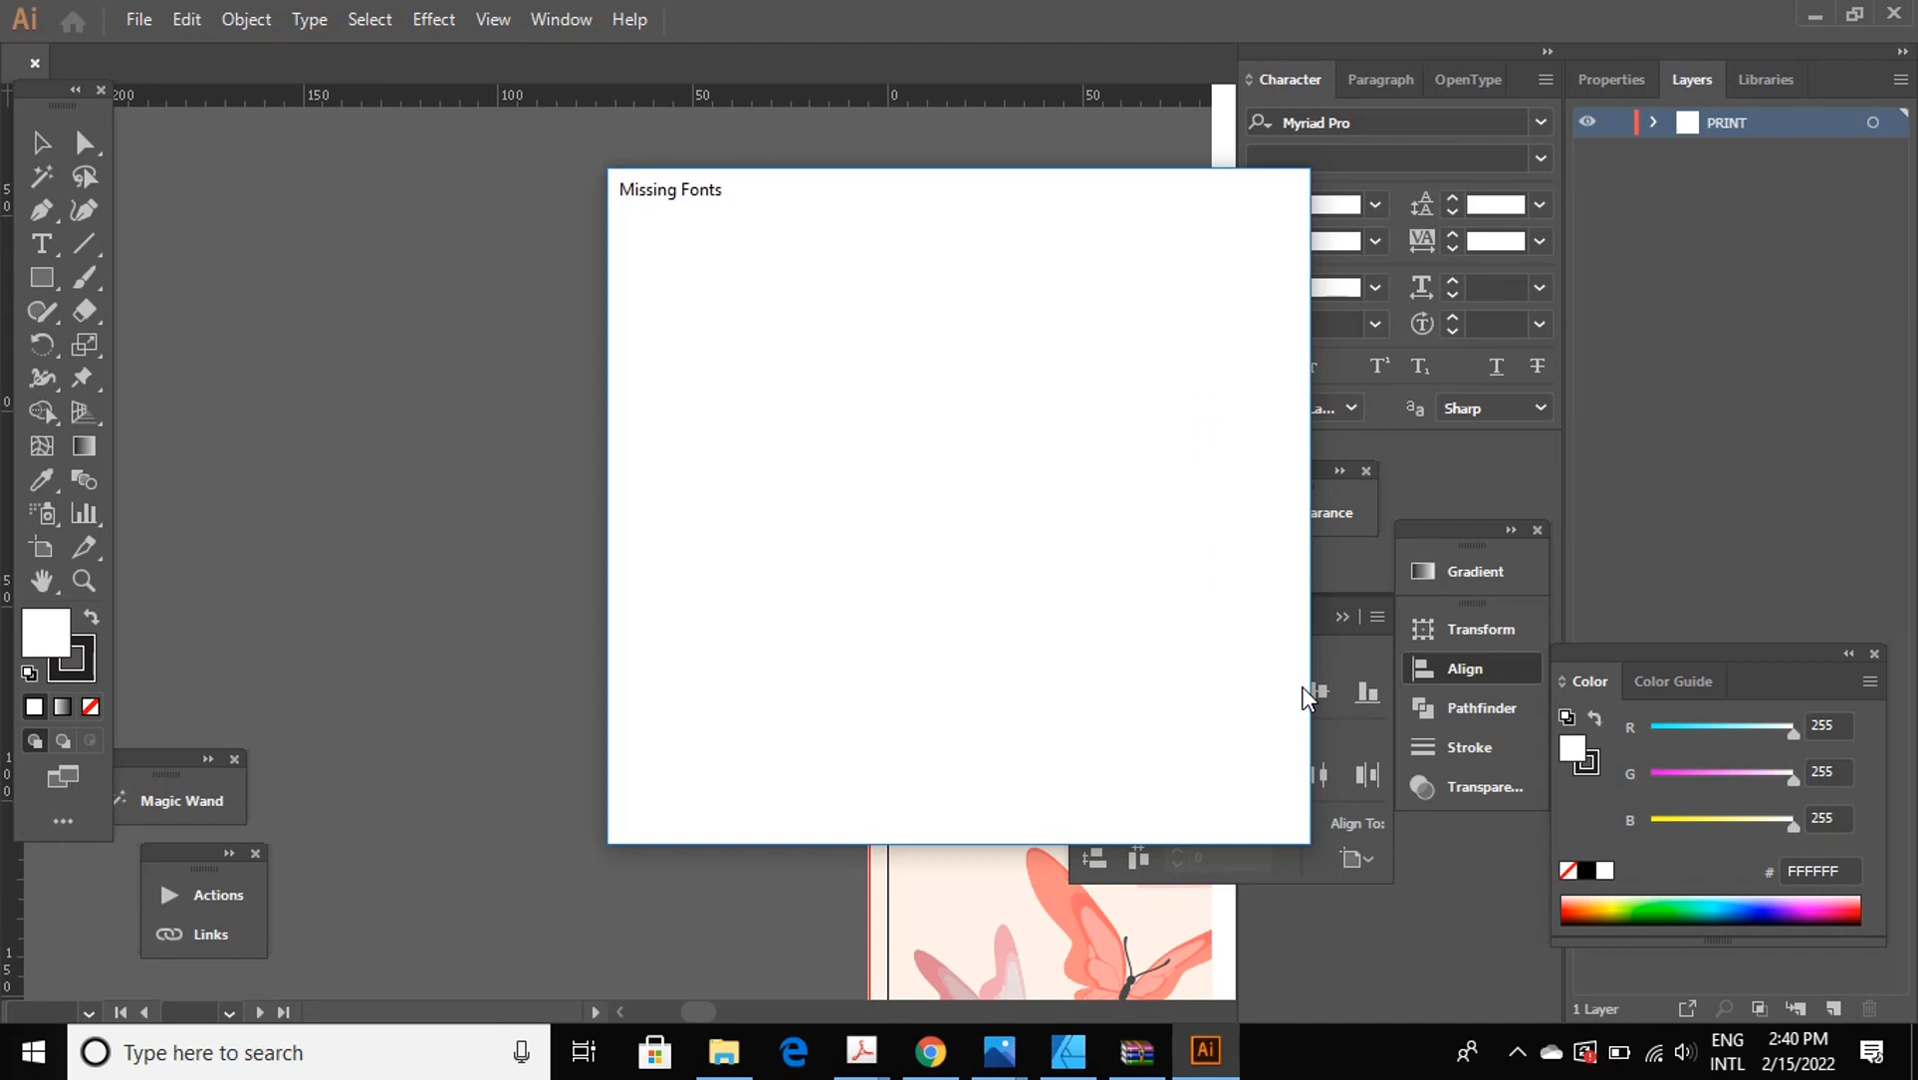 Ai File Edit Object Type Select Effect View Window Help
200 150 100 50 0 50
Character Paragraph OpenType
Properties Layers Libraries
Myriad Pro
PRINT
Missing Fonts
Sharp
arance
Gradient
Transform
Align
Pathfinder
Stroke
Transpare...
Align To:
0
Color Color Guide
R 255
G 255
B 255
# FFFFFF
Magic Wand
Actions
Links
1 Layer
Type here to search
Ai
ENG
INTL
2:40 PM
2/15/2022